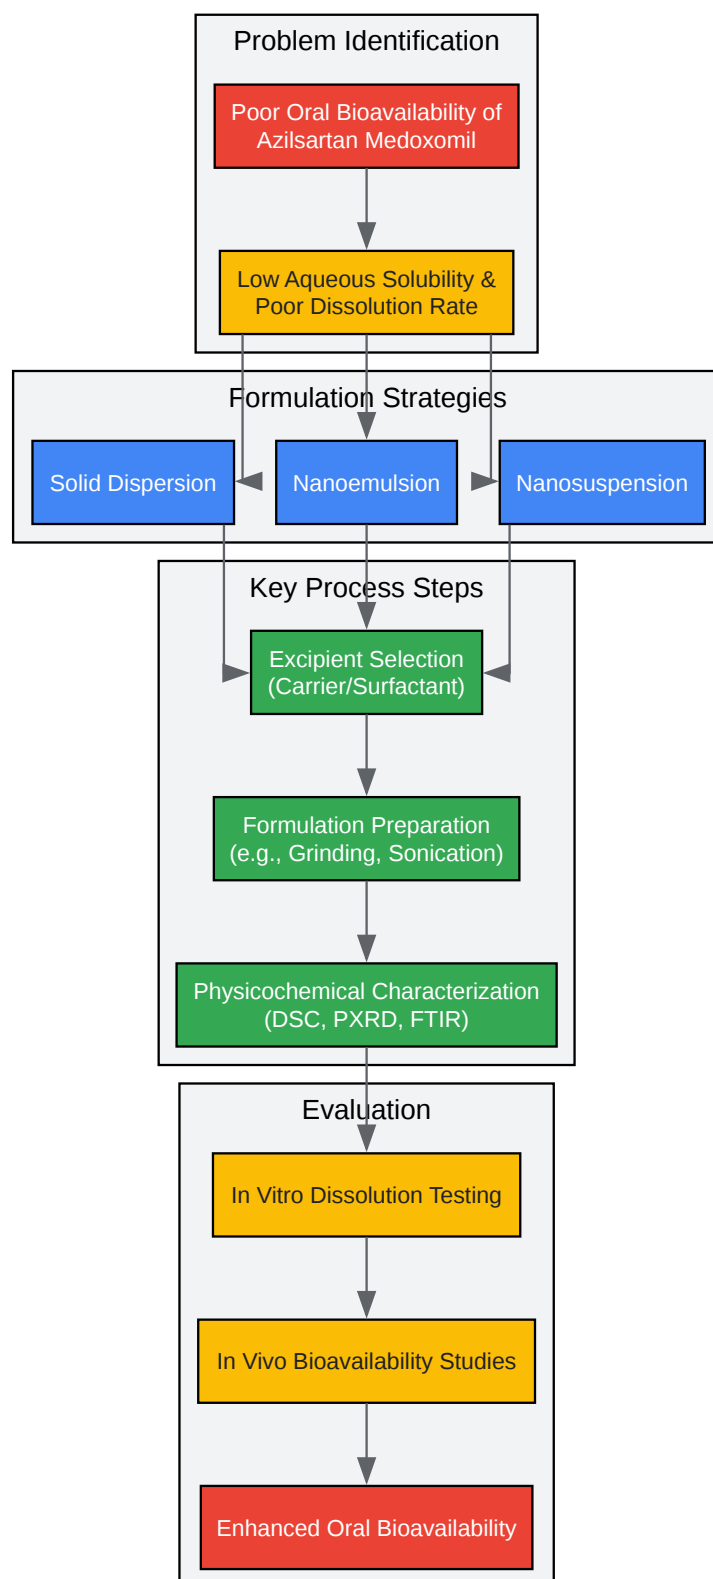 Problem Identification
Poor Oral Bioavailability of
Azilsartan Medoxomil
Low Aqueous Solubility &
Poor Dissolution Rate
Formulation Strategies
Solid Dispersion
Nanoemulsion
Nanosuspension
Key Process Steps
Excipient Selection
(Carrier/Surfactant)
Formulation Preparation
(e.g., Grinding, Sonication)
Physicochemical Characterization
(DSC, PXRD, FTIR)
Evaluation
In Vitro Dissolution Testing
In Vivo Bioavailability Studies
Enhanced Oral Bioavailability